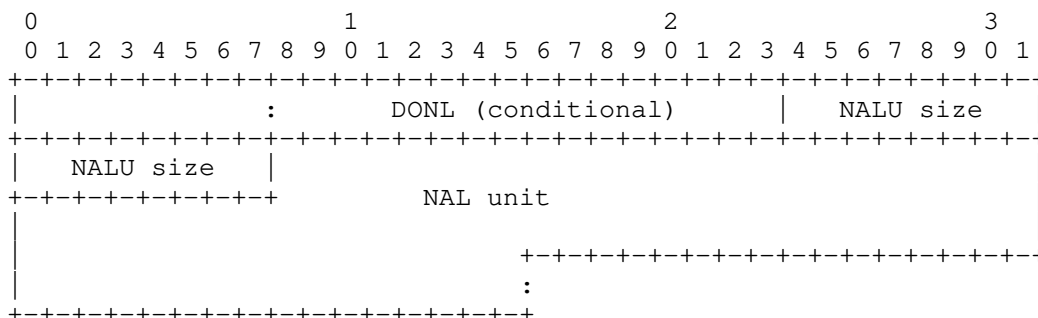 0                   1                   2                   3
 0 1 2 3 4 5 6 7 8 9 0 1 2 3 4 5 6 7 8 9 0 1 2 3 4 5 6 7 8 9 0 1
+-+-+-+-+-+-+-+-+-+-+-+-+-+-+-+-+-+-+-+-+-+-+-+-+-+-+-+-+-+-+-+-
|               :       DONL (conditional)      |   NALU size
+-+-+-+-+-+-+-+-+-+-+-+-+-+-+-+-+-+-+-+-+-+-+-+-+-+-+-+-+-+-+-+-
|   NALU size   |
+-+-+-+-+-+-+-+-+         NAL unit
|
|                               +-+-+-+-+-+-+-+-+-+-+-+-+-+-+-+-
|                               :
+-+-+-+-+-+-+-+-+-+-+-+-+-+-+-+-+